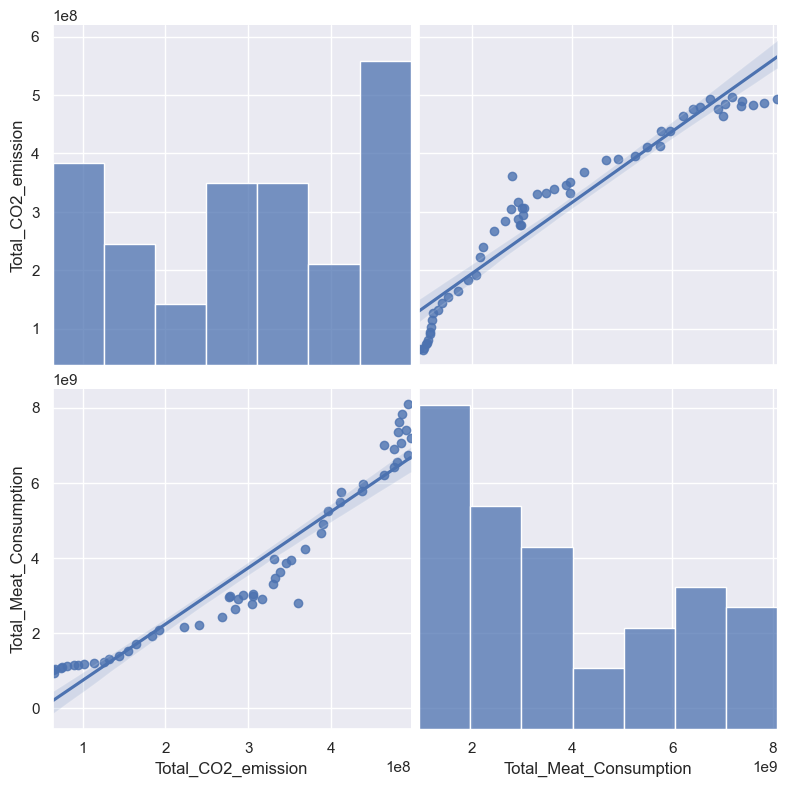 1e8
6
5
4
3
2
1
Total_CO2_emission
1e9
8
6
4
2
0
Total_Meat_Consumption
1 2 3 4
1e8
Total_CO2_emission
2 4 6 8
1e9
Total_Meat_Consumption